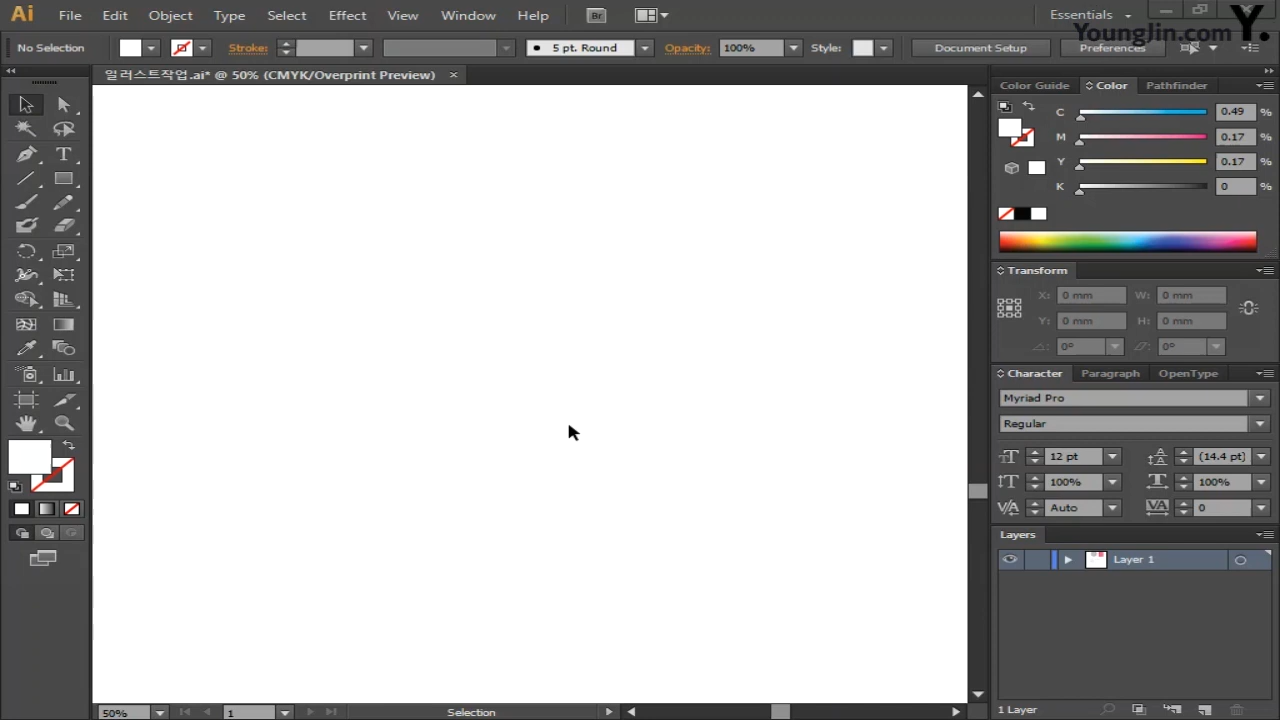 Ai File Edit Object Type Select Effect View Window Help Br Essentials
YoungJin.com Y.
No Selection Stroke: 5 pt. Round Opacity: 100% Style: Document Setup Preferences
일러스트작업.ai* @ 50% (CMYK/Overprint Preview)
Color Guide Color Pathfinder
C 0.49 %
M 0.17 %
Y 0.17 %
K 0 %
Transform
X: 0 mm W: 0 mm
Y: 0 mm H: 0 mm
0° 0°
Character Paragraph OpenType
Myriad Pro
Regular
12 pt (14.4 pt)
100% 100%
Auto 0
Layers
Layer 1
1 Layer
50% 1 Selection